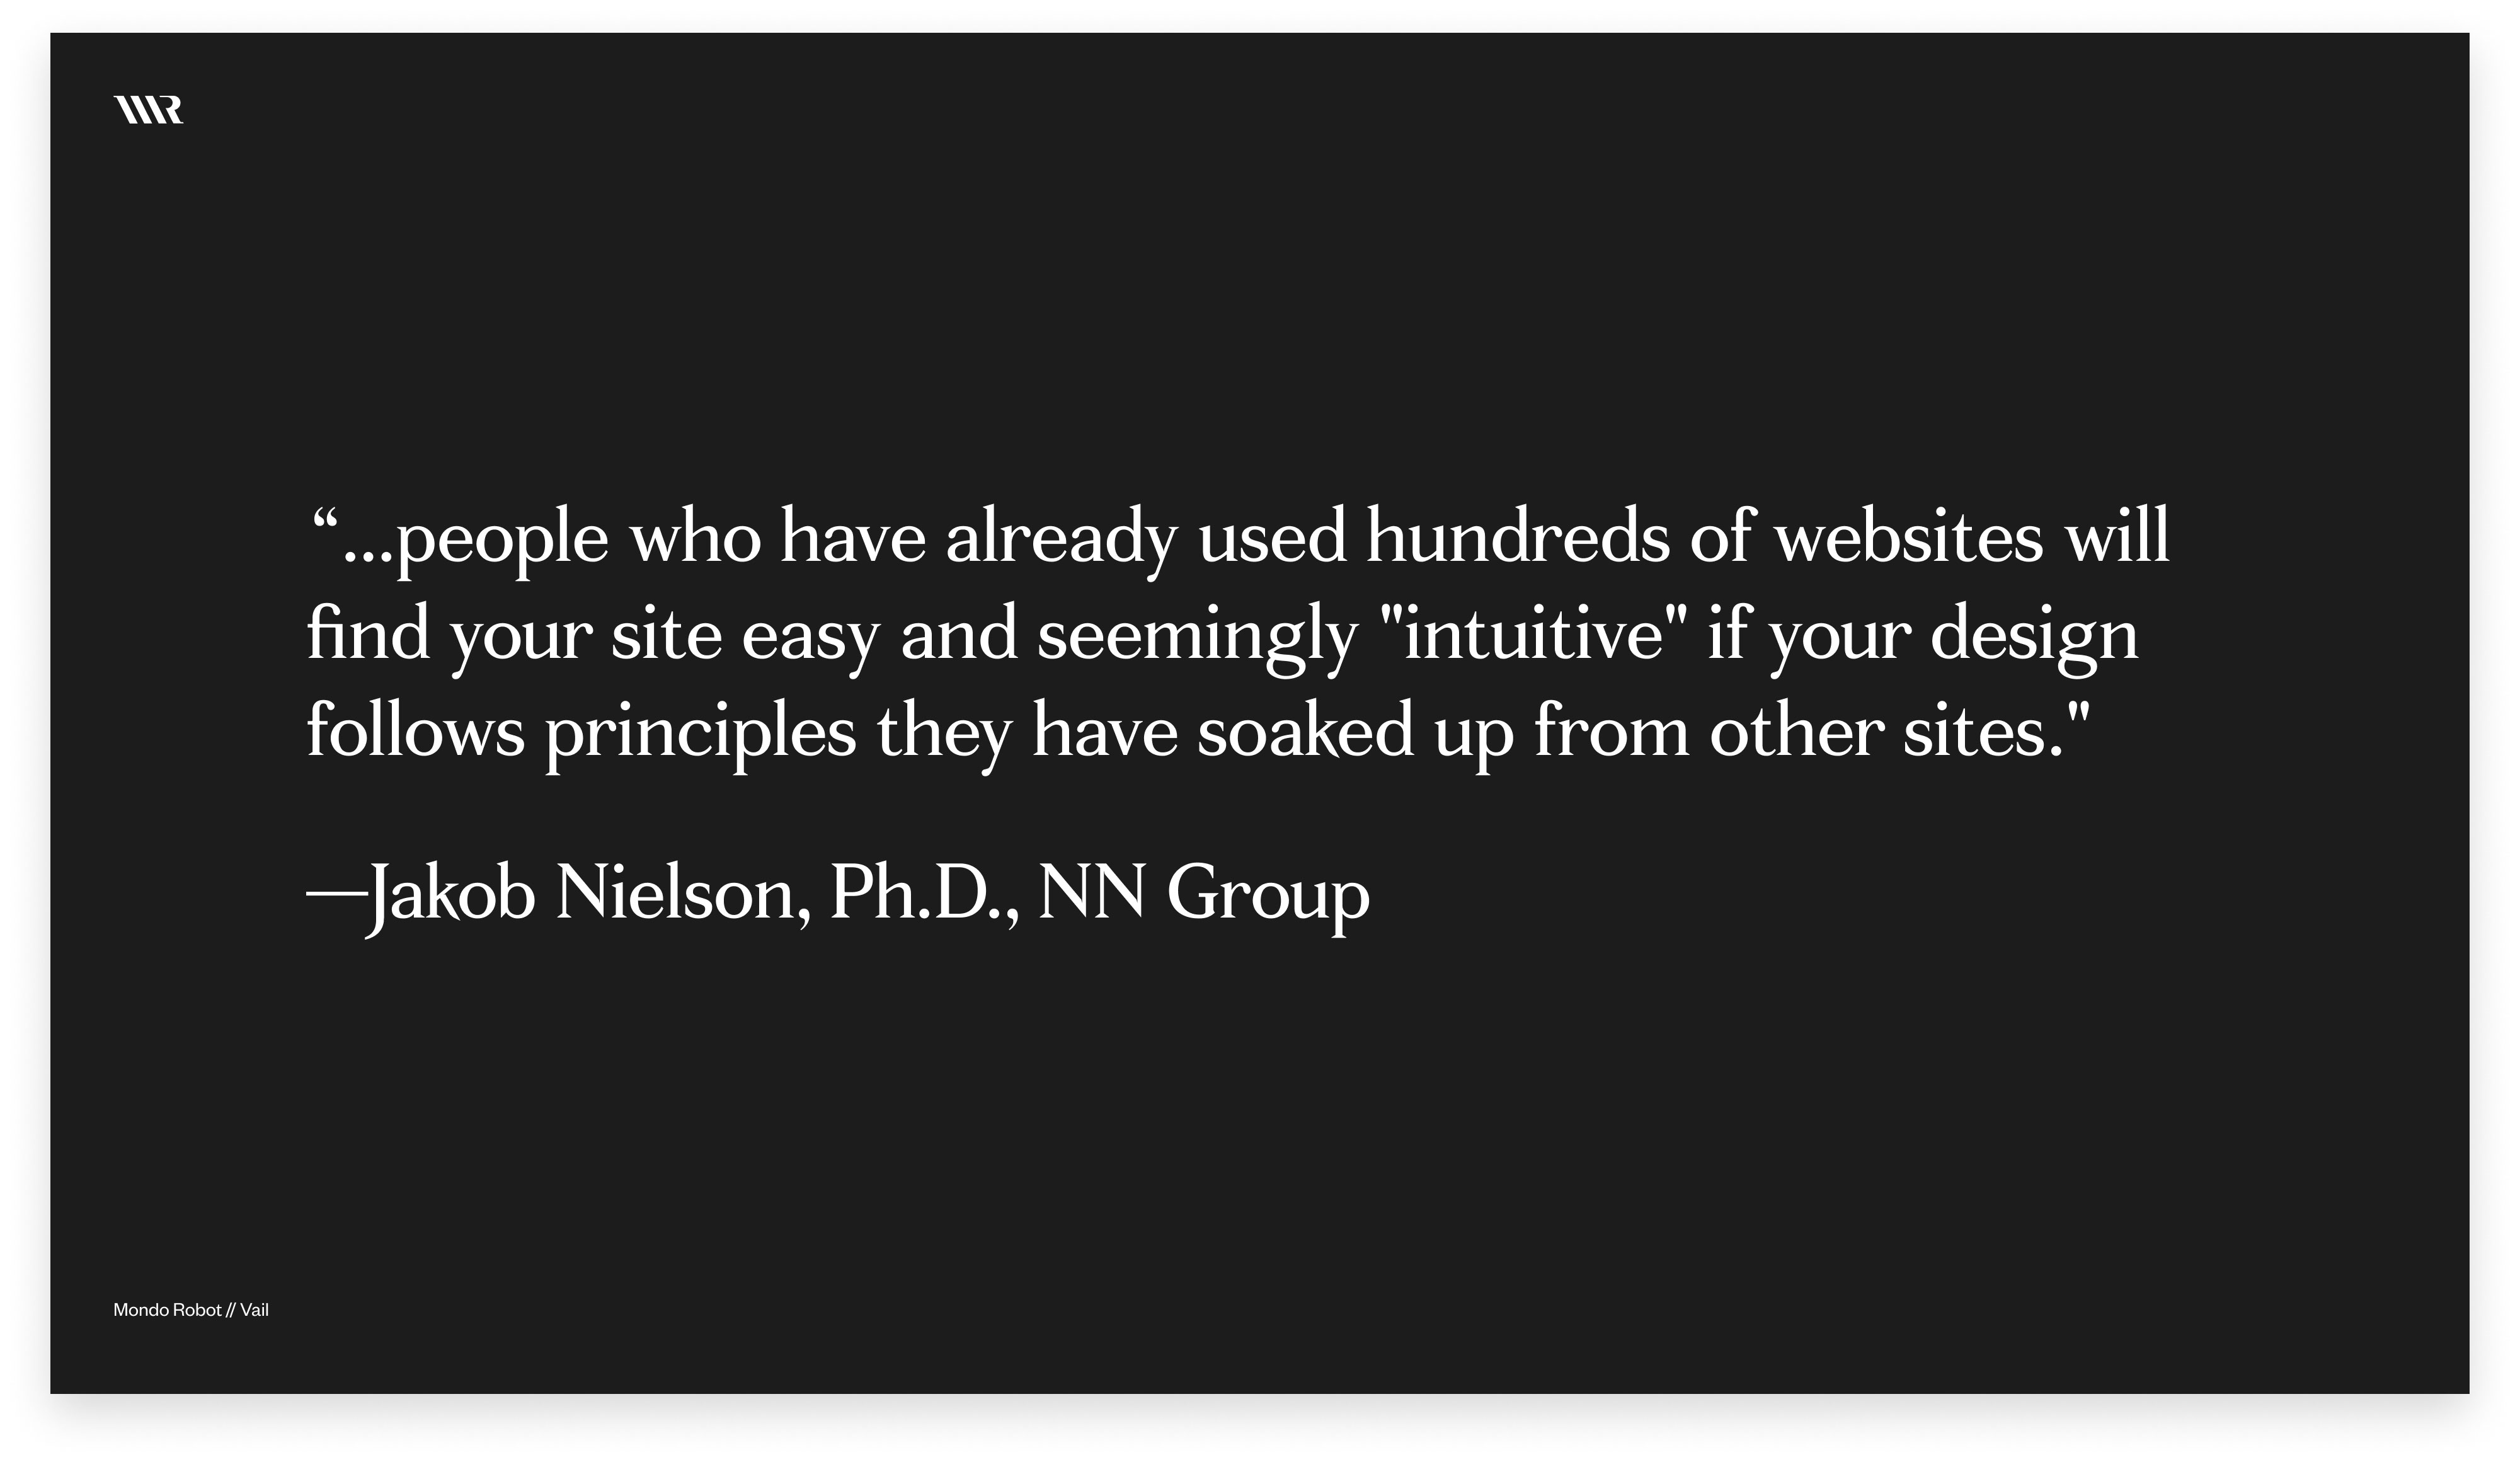 “...people who have already used hundreds of websites will
find your site easy and seemingly "intuitive" if your design
follows principles they have soaked up from other sites."
—Jakob Nielson, Ph.D., NN Group
Mondo Robot // Vail